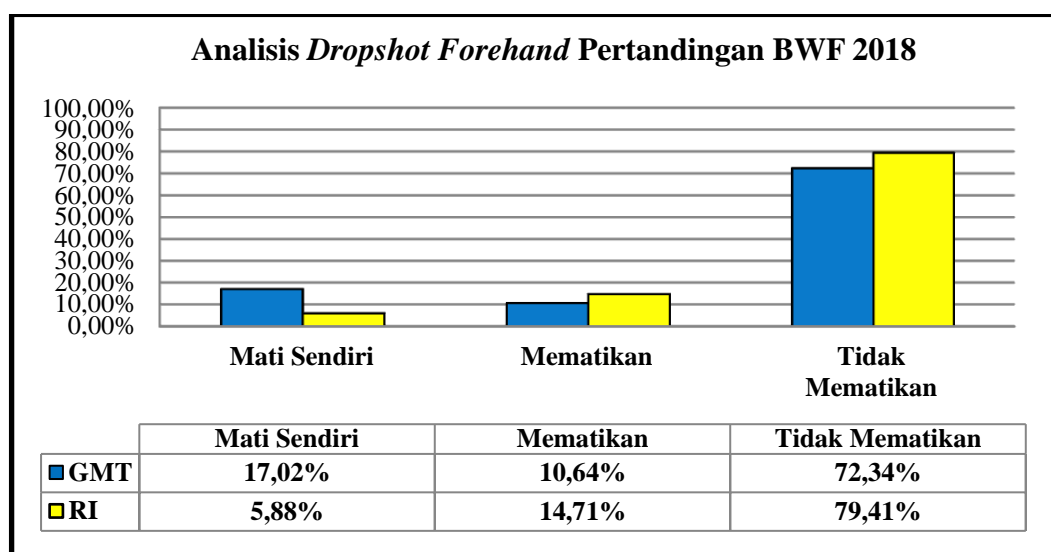 Analisis Dropshot Forehand Pertandingan BWF 2018
100,00%
90,00%
80,00%
70,00%
60,00%
50,00%
40,00%
30,00%
20,00%
10,00%
0,00%
Mati Sendiri Mematikan Tidak
Mematikan
Mati Sendiri Mematikan Tidak Mematikan
GMT 17,02% 10,64% 72,34%
RI 5,88% 14,71% 79,41%